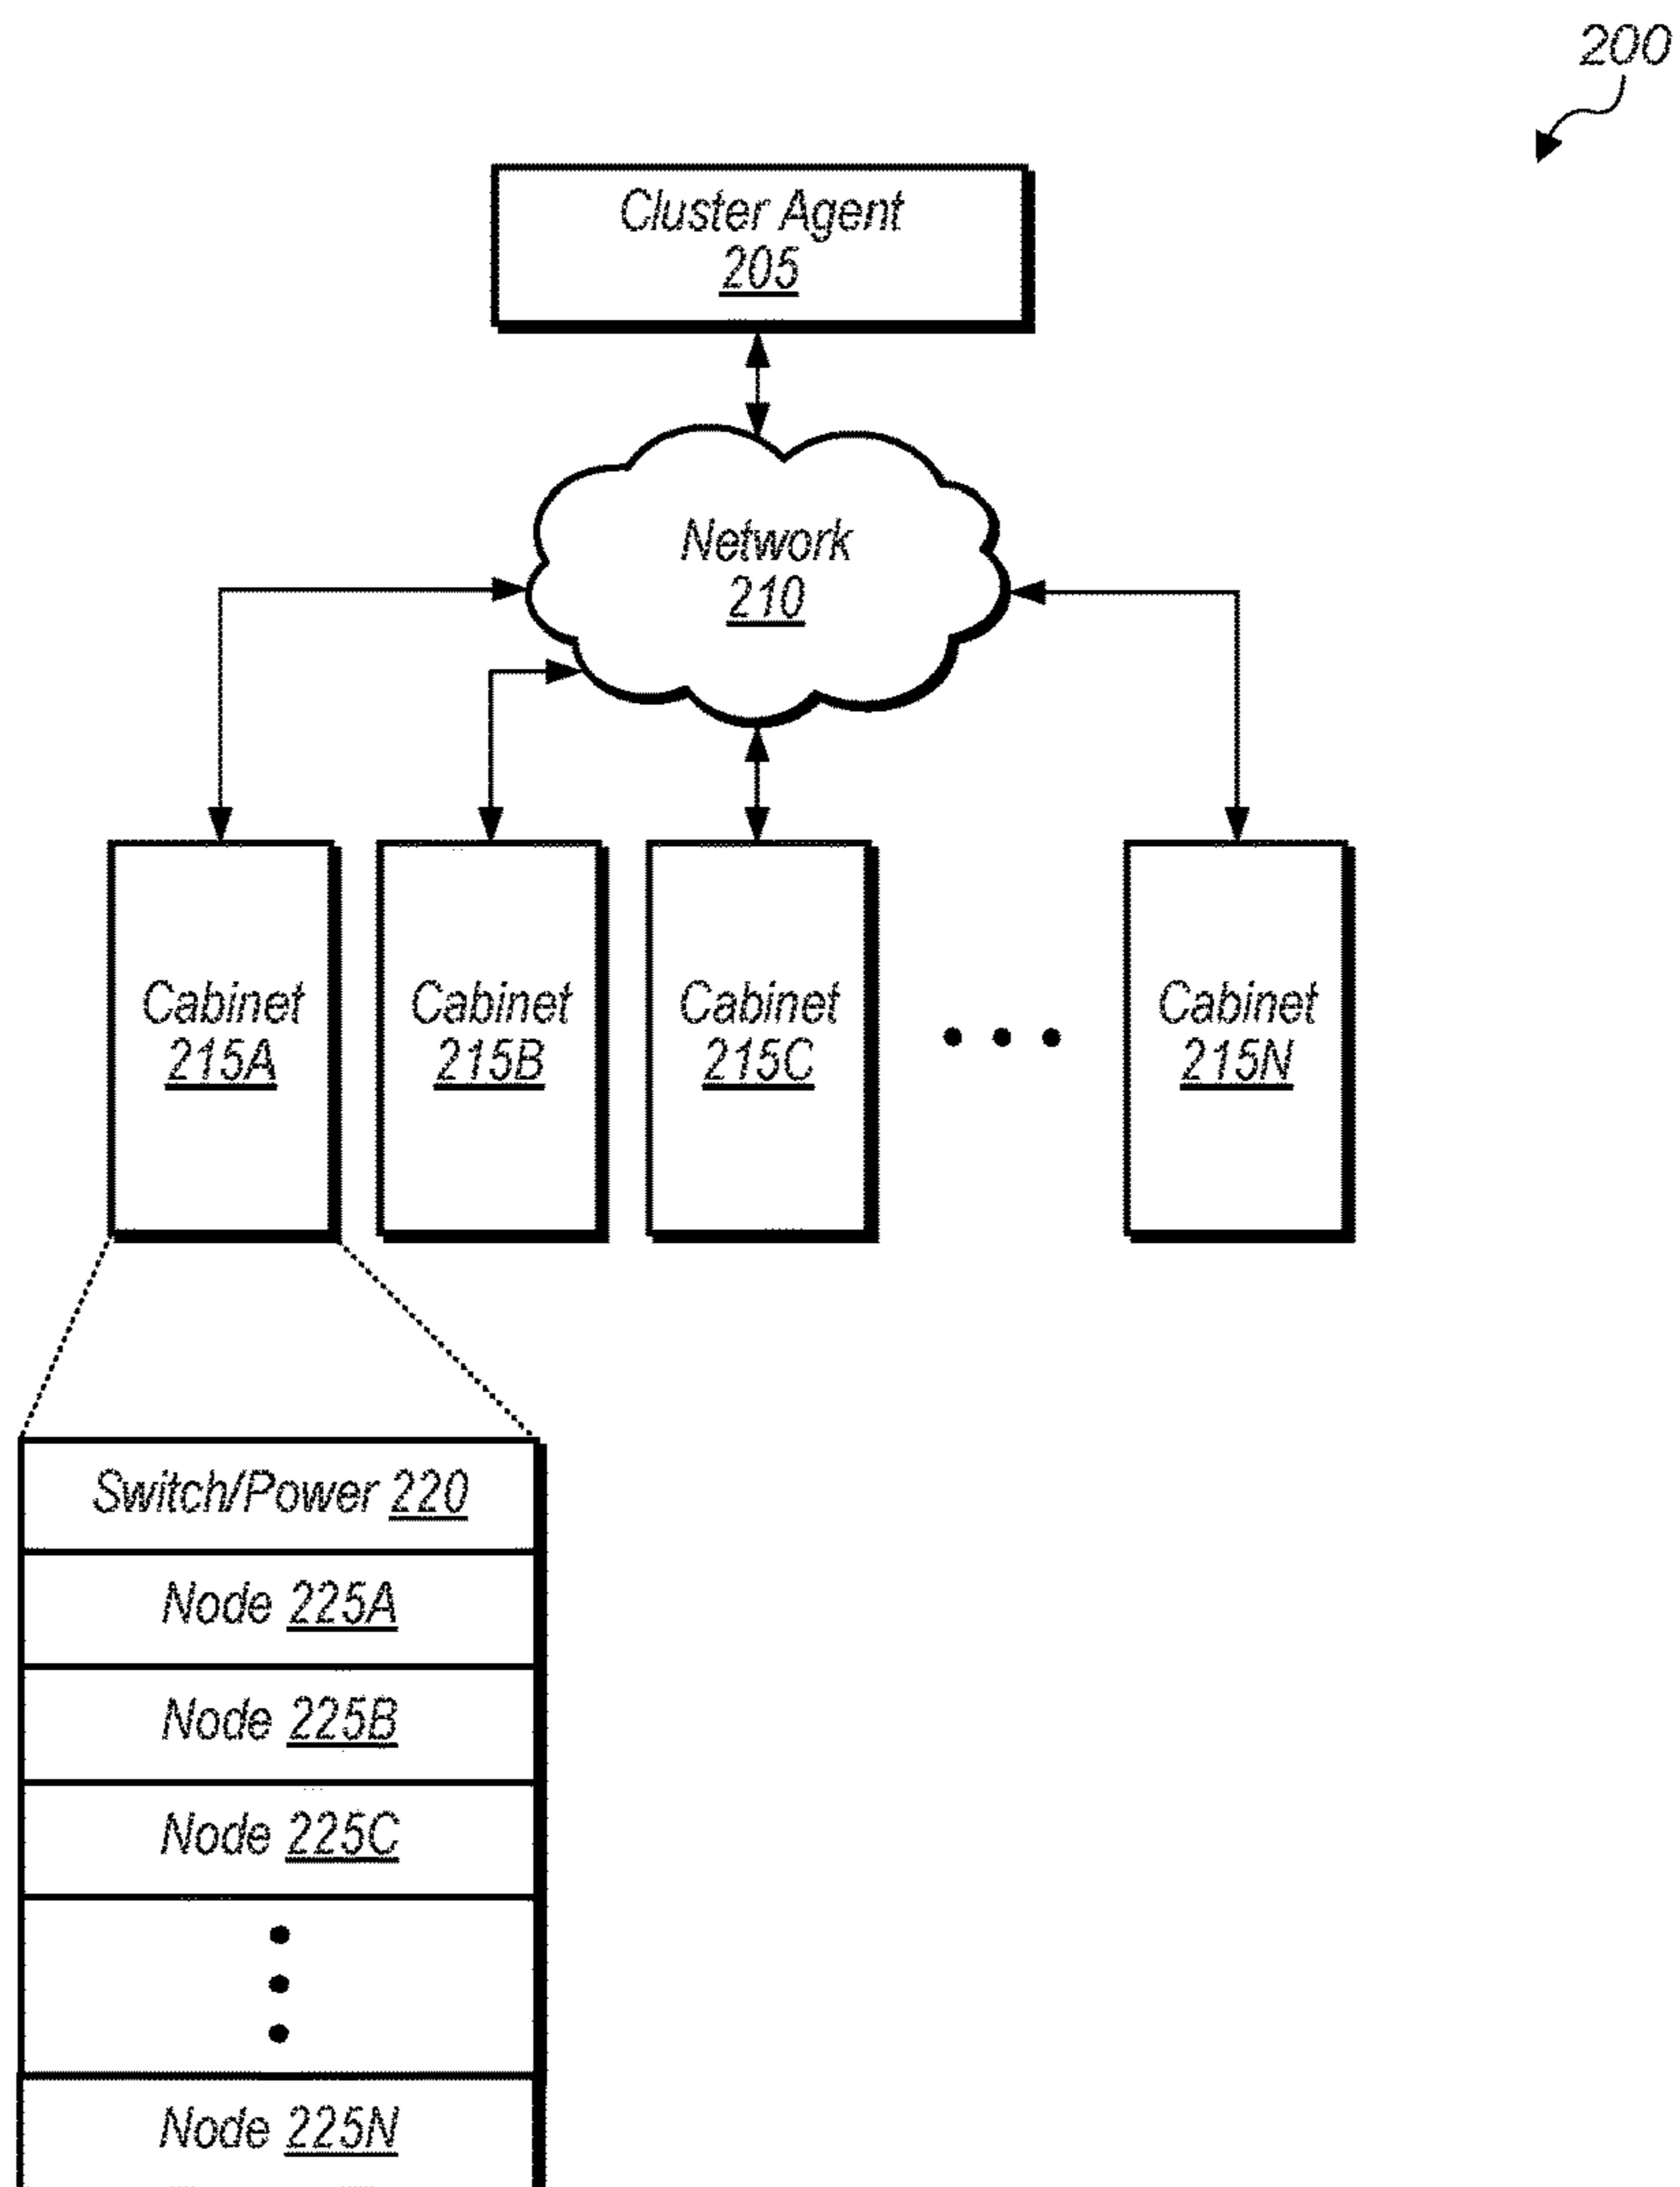 200
Cluster Agent
205
Network
210
Cabinet
215A
Cabinet
215B
Cabinet
215C
Cabinet
215N
Switch/Power 220
Node 225A
Node 225B
Node 225C
Node 225N